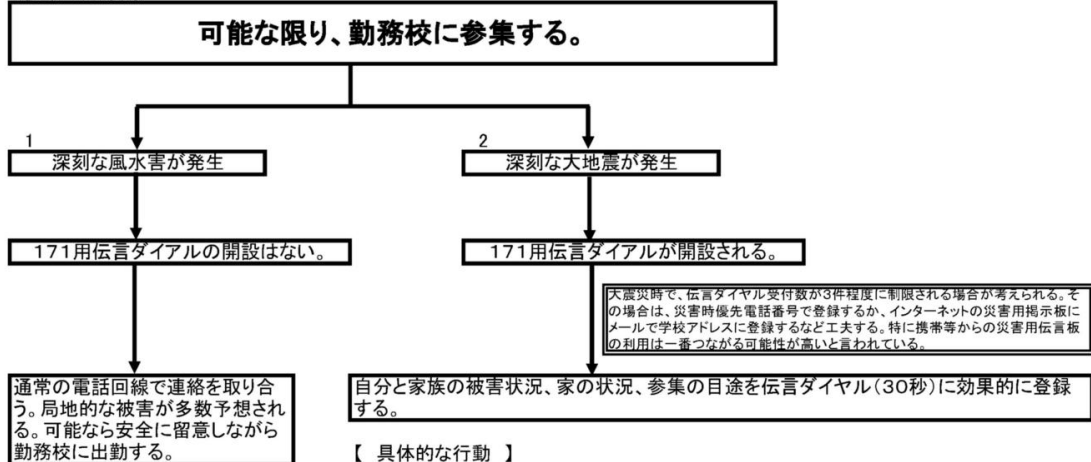 可能な限り、勤務校に参集する。
1
2
深刻な風水害が発生
深刻な大地震が発生
171用伝言ダイアルの開設はない。
171用伝言ダイアルが開設される。
大震災時で、伝言ダイヤル受付数が3件程度に制限される場合が考えられる。そ
の場合は、災害時優先電話番号で登録するか、インターネットの災害用掲示板に
メールで学校アドレスに登録するなど工夫する。特に携帯等からの災害用伝言板
の利用は一番つながる可能性が高いと言われている。
通常の電話回線で連絡を取り合
う。局地的な被害が多数予想され
る。可能なら安全に留意しながら
勤務校に出勤する。
自分と家族の被害状況、家の状況、参集の目途を伝言ダイヤル(30秒)に効果的に登録
する。
【 具体的な行動 】